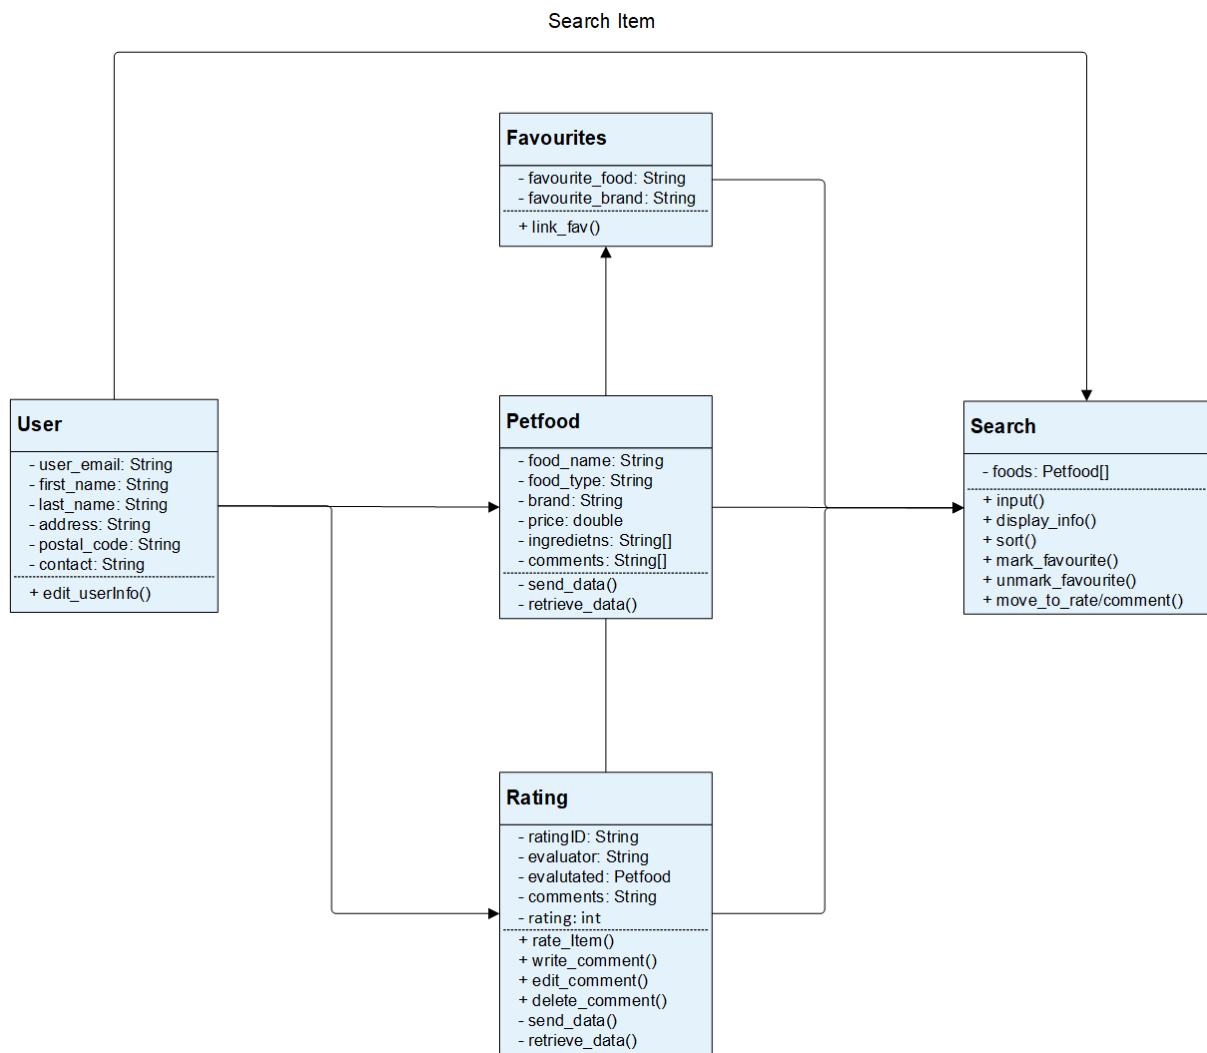 Search Item
Favourites
- favourite_food: String
- favourite_brand: String
+ link_fav()
User
- user_email: String
- first_name: String
- last_name: String
- address: String
- postal_code: String
- contact: String
+ edit_userInfo()
Petfood
- food_name: String
- food_type: String
- brand: String
- price: double
- ingredietns: String[]
- comments: String[]
- send_data()
- retrieve_data()
Search
- foods: Petfood[]
+ input()
+ display_info()
+ sort()
+ mark_favourite()
+ unmark_favourite()
+ move_to_rate/comment()
Rating
- ratingID: String
- evaluator: String
- evalutated: Petfood
- comments: String
- rating: int
+ rate_Item()
+ write_comment()
+ edit_comment()
+ delete_comment()
- send_data()
- retrieve_data()